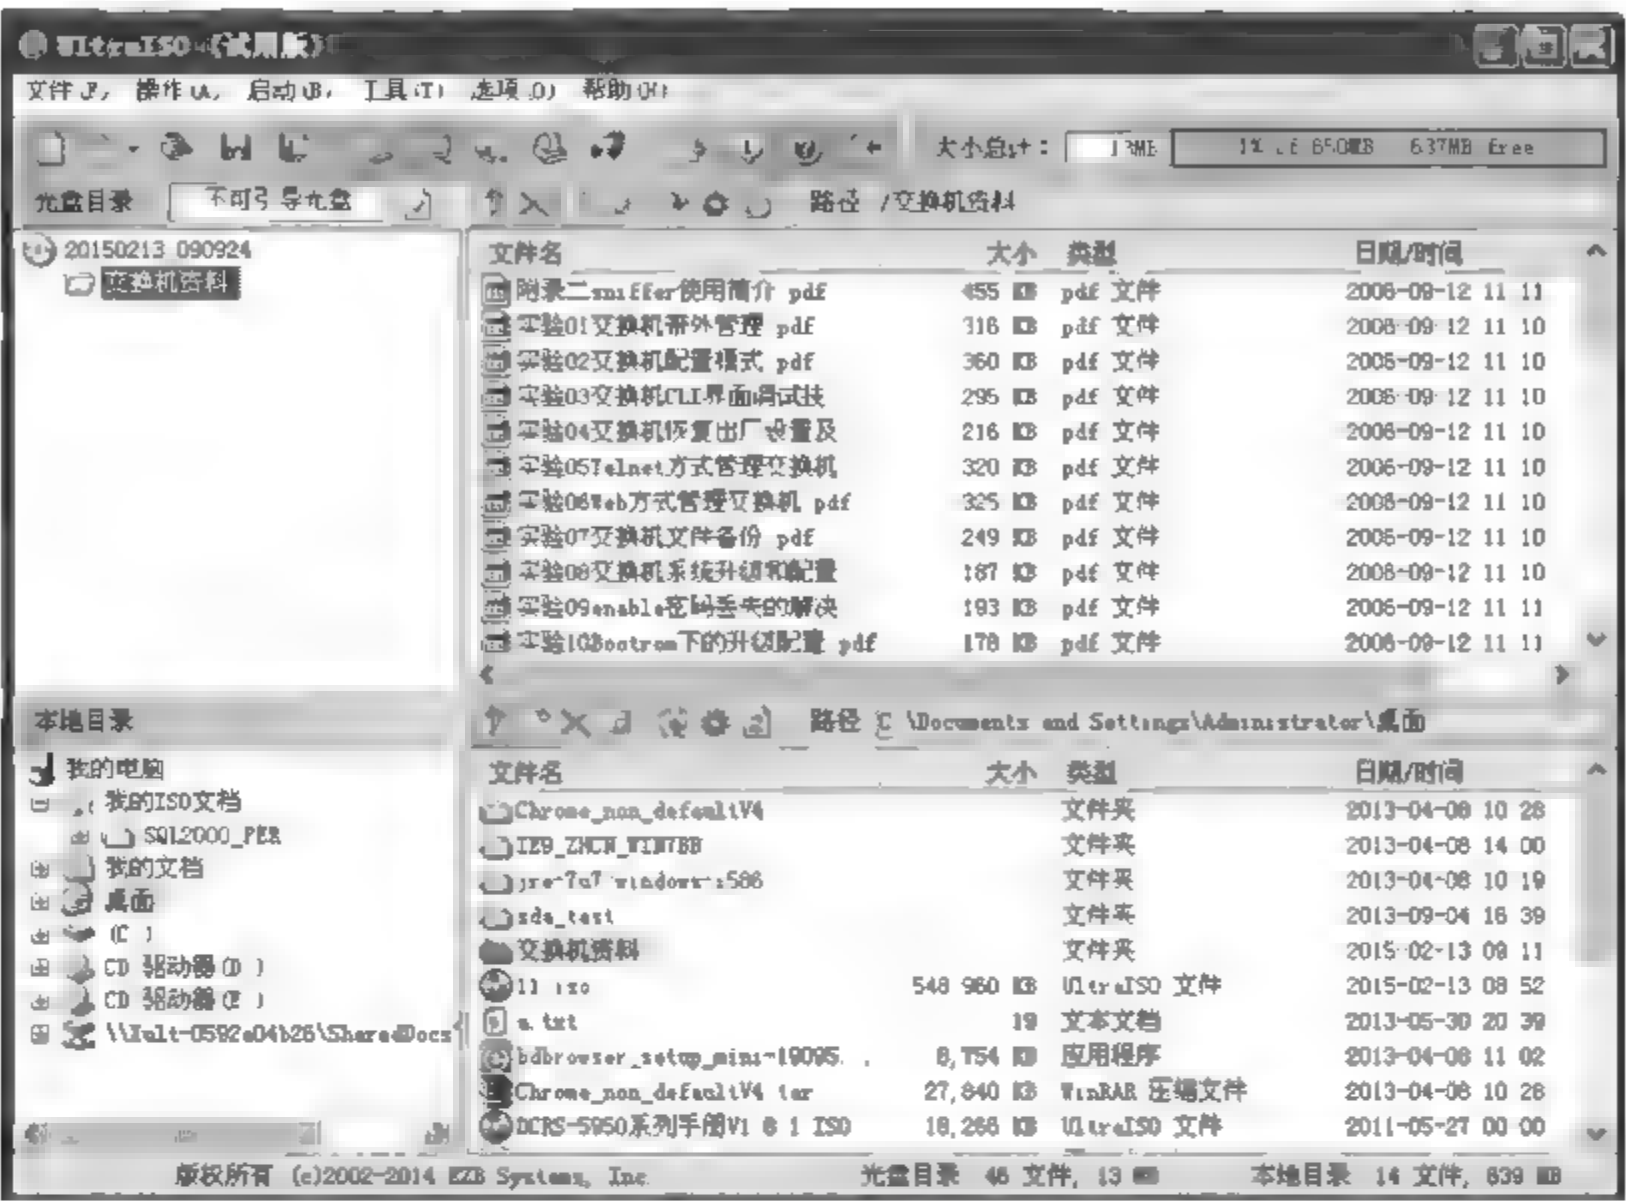 UltraISO (试用版)
文件(F) 操作(A) 启动(B) 工具(T) 选项(O) 帮助(H)
大小总计: 13MB 1% of 650MB 637MB free
光盘目录 不可引导光盘 路径 /交换机资料
20150213_090924
交换机资料
文件名 大小 类型 日期/时间
附录二sniffer使用简介 pdf 455 KB pdf 文件 2006-09-12 11 11
实验01交换机带外管理 pdf 316 KB pdf 文件 2006-09-12 11 10
实验02交换机配置模式 pdf 360 KB pdf 文件 2006-09-12 11 10
实验03交换机CLI界面调试技 295 KB pdf 文件 2006-09-12 11 10
实验04交换机恢复出厂设置及 216 KB pdf 文件 2006-09-12 11 10
实验05Telnet方式管理交换机 320 KB pdf 文件 2006-09-12 11 10
实验06Web方式管理交换机 pdf 325 KB pdf 文件 2006-09-12 11 10
实验07交换机文件备份 pdf 249 KB pdf 文件 2006-09-12 11 10
实验08交换机系统升级和配置 187 KB pdf 文件 2006-09-12 11 10
实验09enable密码丢失的解决 193 KB pdf 文件 2006-09-12 11 11
实验10Bootrom下的升级配置 pdf 178 KB pdf 文件 2006-09-12 11 11
本地目录 路径 C \Documents and Settings\Administrator\桌面
我的电脑
我的ISO文档
SQL2000_PER
我的文档
桌面
(C )
CD 驱动器(D )
CD 驱动器(E )
\\Xult-0592e04b26\SharedDocs
文件名 大小 类型 日期/时间
Chrome_non_defaultV4 文件夹 2013-04-08 10 28
IE9_ZHCN_WIN7BB 文件夹 2013-04-08 14 00
jre-7u7-windows-i586 文件夹 2013-04-08 10 19
sda_test 文件夹 2013-09-04 16 39
交换机资料 文件夹 2015-02-13 09 11
11 iso 548 960 KB UltraISO 文件 2015-02-13 08 52
a.txt 19 文本文档 2013-05-30 20 39
bdbrowser_setup_mini-19095. . 8,754 KB 应用程序 2013-04-08 11 02
Chrome_non_defaultV4 tar 27,840 KB WinRAR 压缩文件 2013-04-08 10 28
DCRS-5950系列手册V1 6 1 ISO 18,266 KB UltraISO 文件 2011-05-27 00 00
版权所有 (c)2002-2014 EZB Systems, Inc 光盘目录 46 文件, 13 MB 本地目录 14 文件, 639 MB